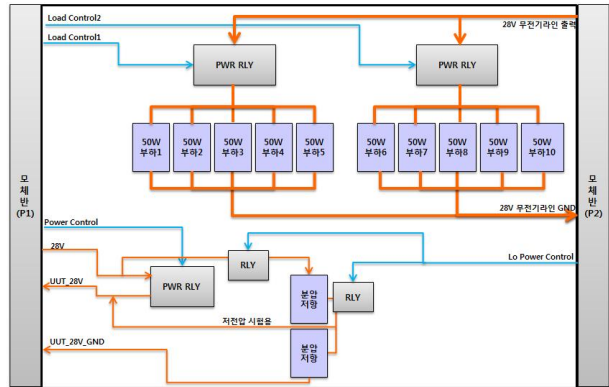 Load Control2
28V 무전기라인 출력
Load Control1
PWR RLY
PWR RLY
50W
부하1
50W
부하2
50W
부하3
50W
부하4
50W
부하5
50W
부하6
50W
부하7
50W
부하8
50W
부하9
50W
부하10
모
체
반
(P1)
모
체
반
(P2)
28V 무전기라인 GND
Power Control
28V
RLY
Lo Power Control
UUT_28V
PWR RLY
분압
저항
RLY
저전압 시험용
UUT_28V_GND
분압
저항